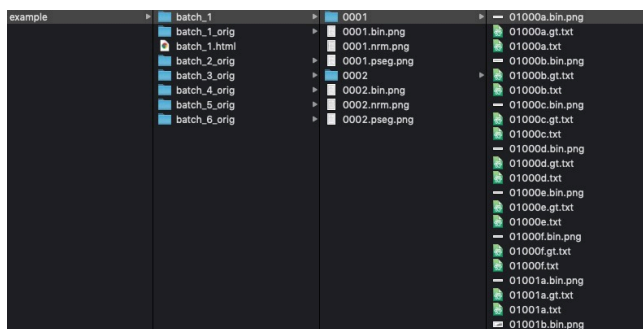 example
batch_1
batch_1_orig
batch_1.html
batch_2_orig
batch_3_orig
batch_4_orig
batch_5_orig
batch_6_orig
0001
0001.bin.png
0001.nrm.png
0001.pseg.png
0002
0002.bin.png
0002.nrm.png
0002.pseg.png
01000a.bin.png
01000a.gt.txt
01000a.txt
01000b.bin.png
01000b.gt.txt
01000b.txt
01000c.bin.png
01000c.gt.txt
01000c.txt
01000d.bin.png
01000d.gt.txt
01000d.txt
01000e.bin.png
01000e.gt.txt
01000e.txt
01000f.bin.png
01000f.gt.txt
01000f.txt
01001a.bin.png
01001a.gt.txt
01001a.txt
01001b.bin.png